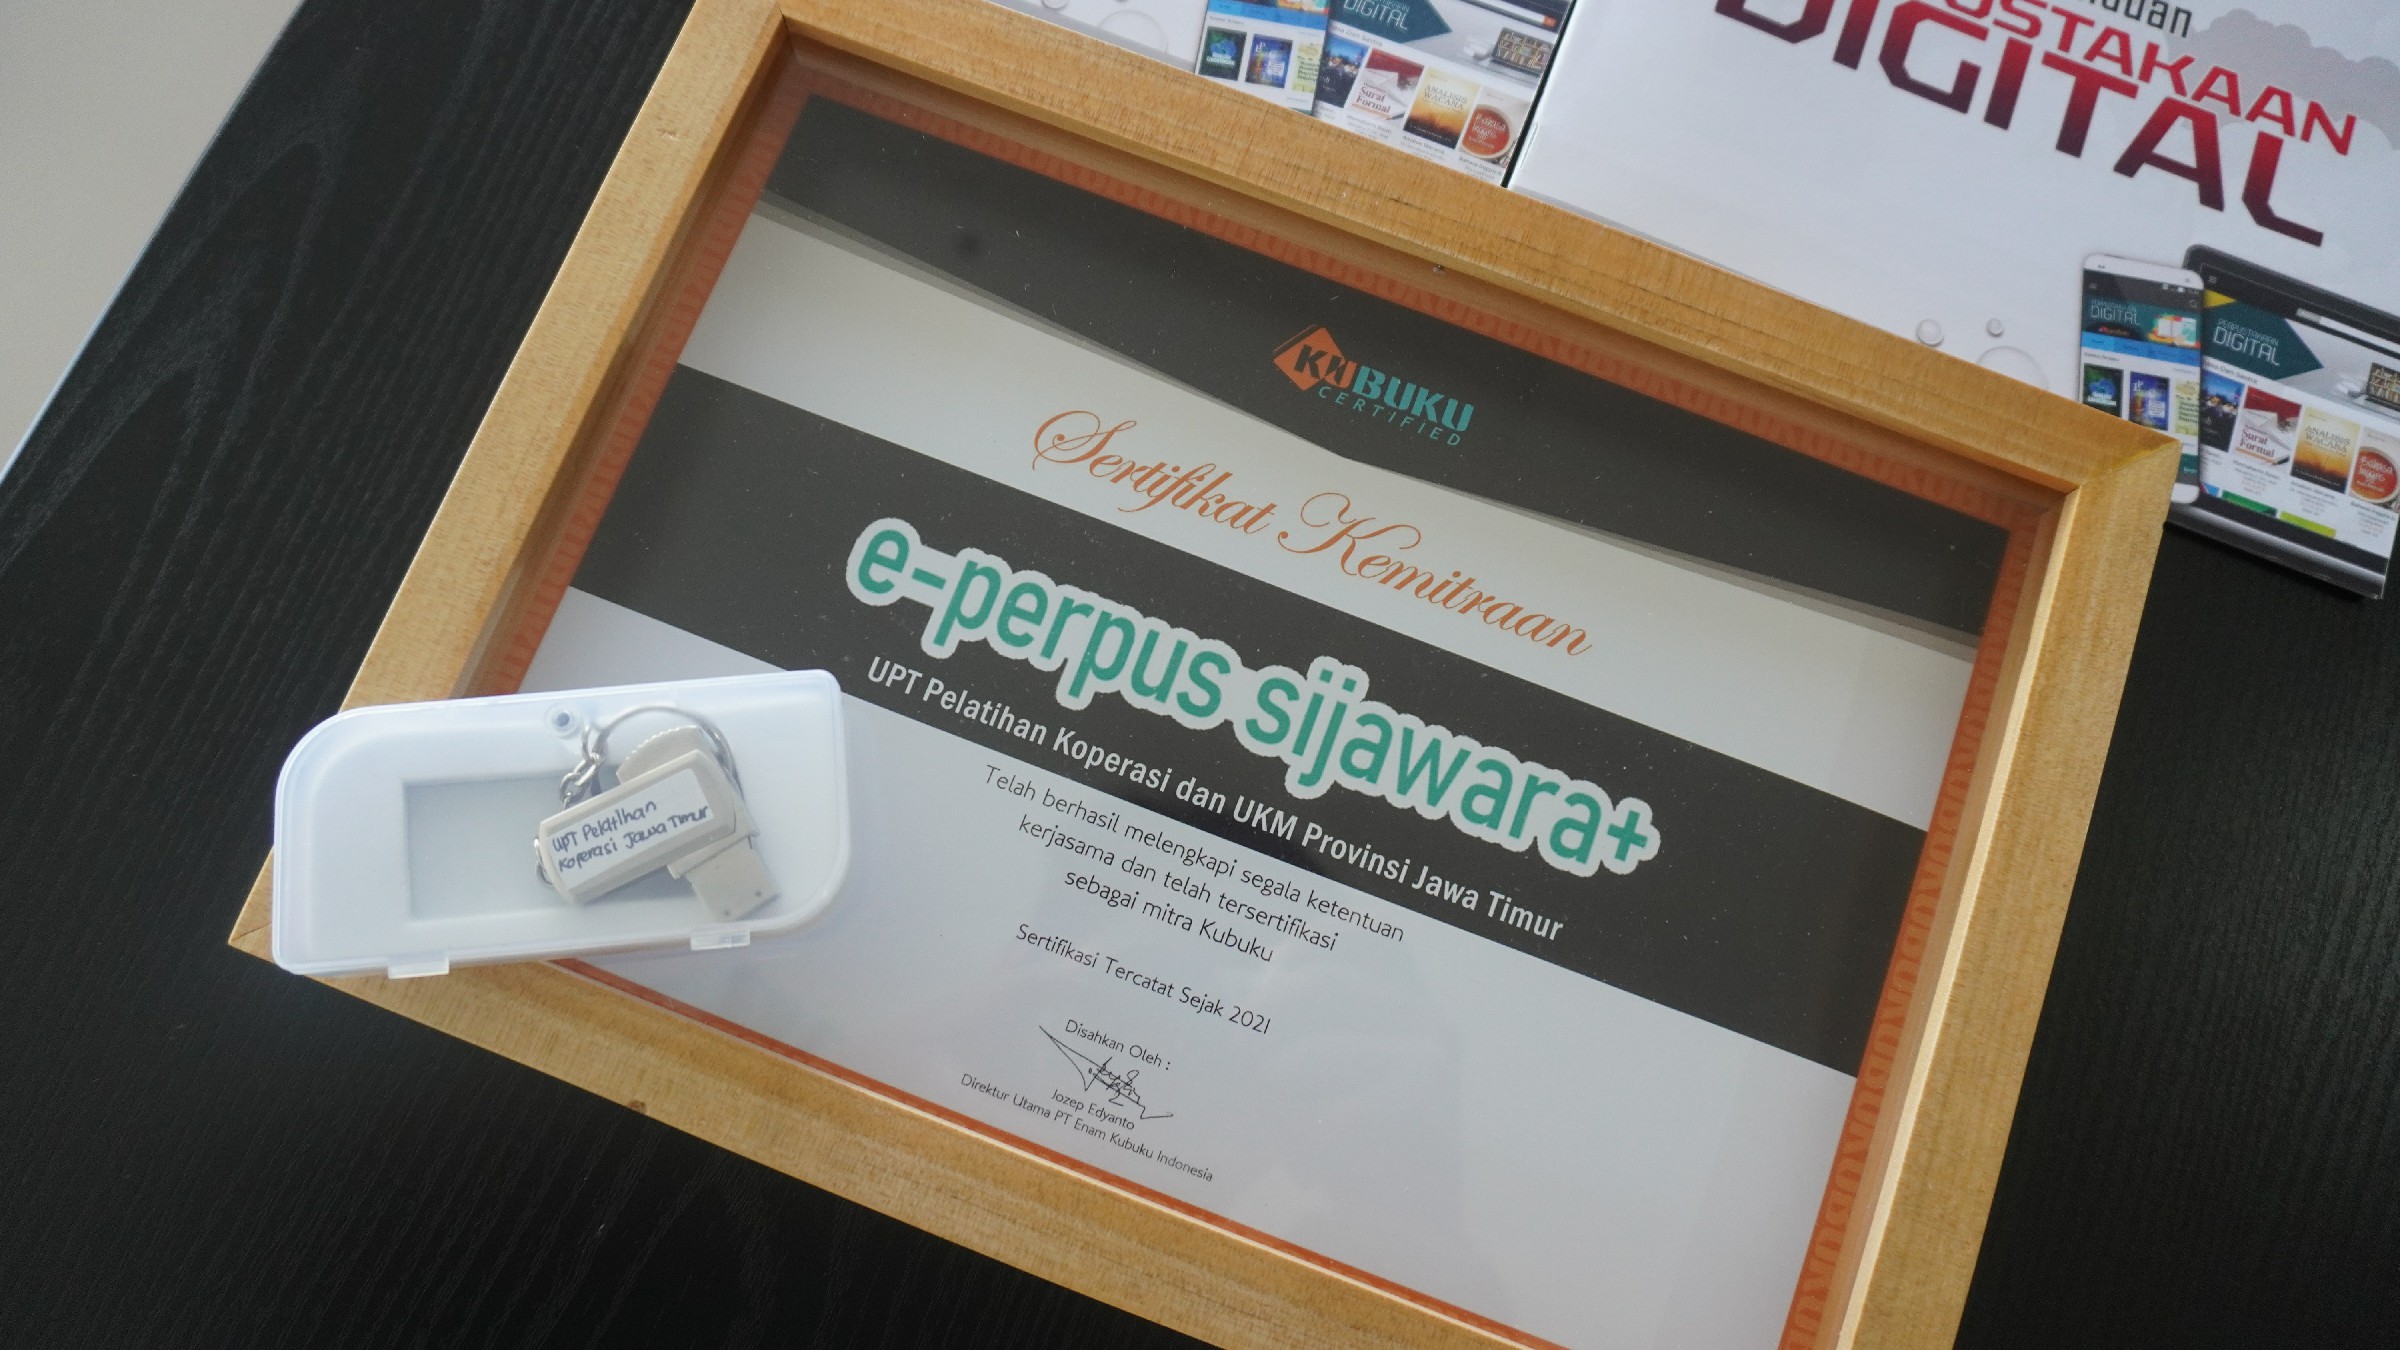 DIGITAL
Surat
Formal
ANALISIS
WACANA
USTAKAAN
DIGITAL
DIGITAL
PERPUSTAKAAN
DIGITAL
Surat
Formal
ANALISIS
WACANA
KUBUKU
CERTIFIED
Sertifikat Kemitraan
e-perpus sijawara+
UPT Pelatihan Koperasi dan UKM Provinsi Jawa Timur
Telah berhasil melengkapi segala ketentuan
kerjasama dan telah tersertifikasi
sebagai mitra Kubuku
Sertifikasi Tercatat Sejak 2021
Disahkan Oleh :
Jozep Edyanto
Direktur Utama PT Enam Kubuku Indonesia
UPT Pelatihan
Koperasi Jawa Timur